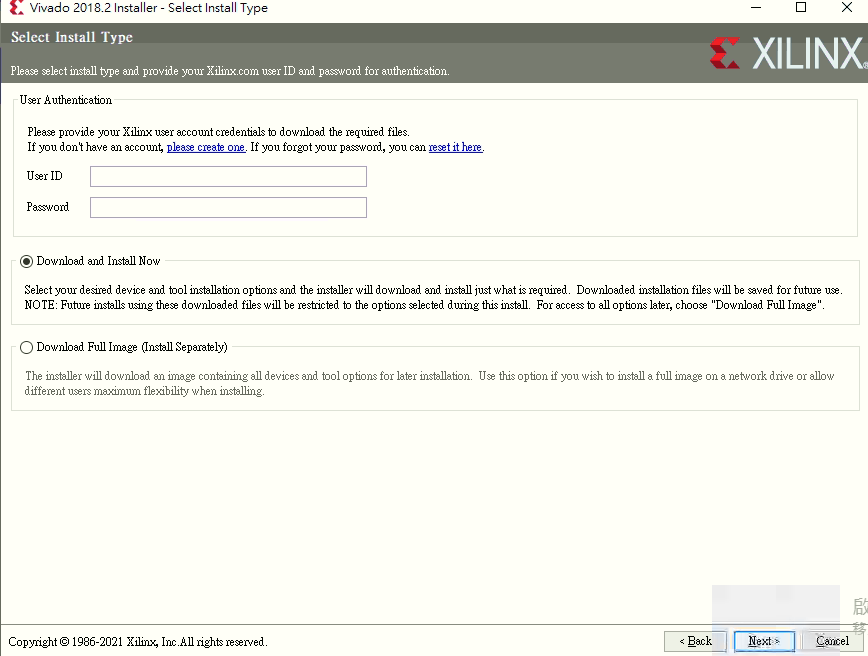 Vivado 2018.2 Installer - Select Install Type
Select Install Type
Please select install type and provide your Xilinx.com user ID and password for authentication.
XILINX
User Authentication
Please provide your Xilinx user account credentials to download the required files.
If you don't have an account, please create one. If you forgot your password, you can reset it here.
User ID
Password
Download and Install Now
Select your desired device and tool installation options and the installer will download and install just what is required. Downloaded installation files will be saved for future use.
NOTE: Future installs using these downloaded files will be restricted to the options selected during this install. For access to all options later, choose "Download Full Image".
Download Full Image (Install Separately)
The installer will download an image containing all devices and tool options for later installation. Use this option if you wish to install a full image on a network drive or allow
different users maximum flexibility when installing.
啟
移
Copyright © 1986-2021 Xilinx, Inc.All rights reserved.
< Back
Next >
Cancel